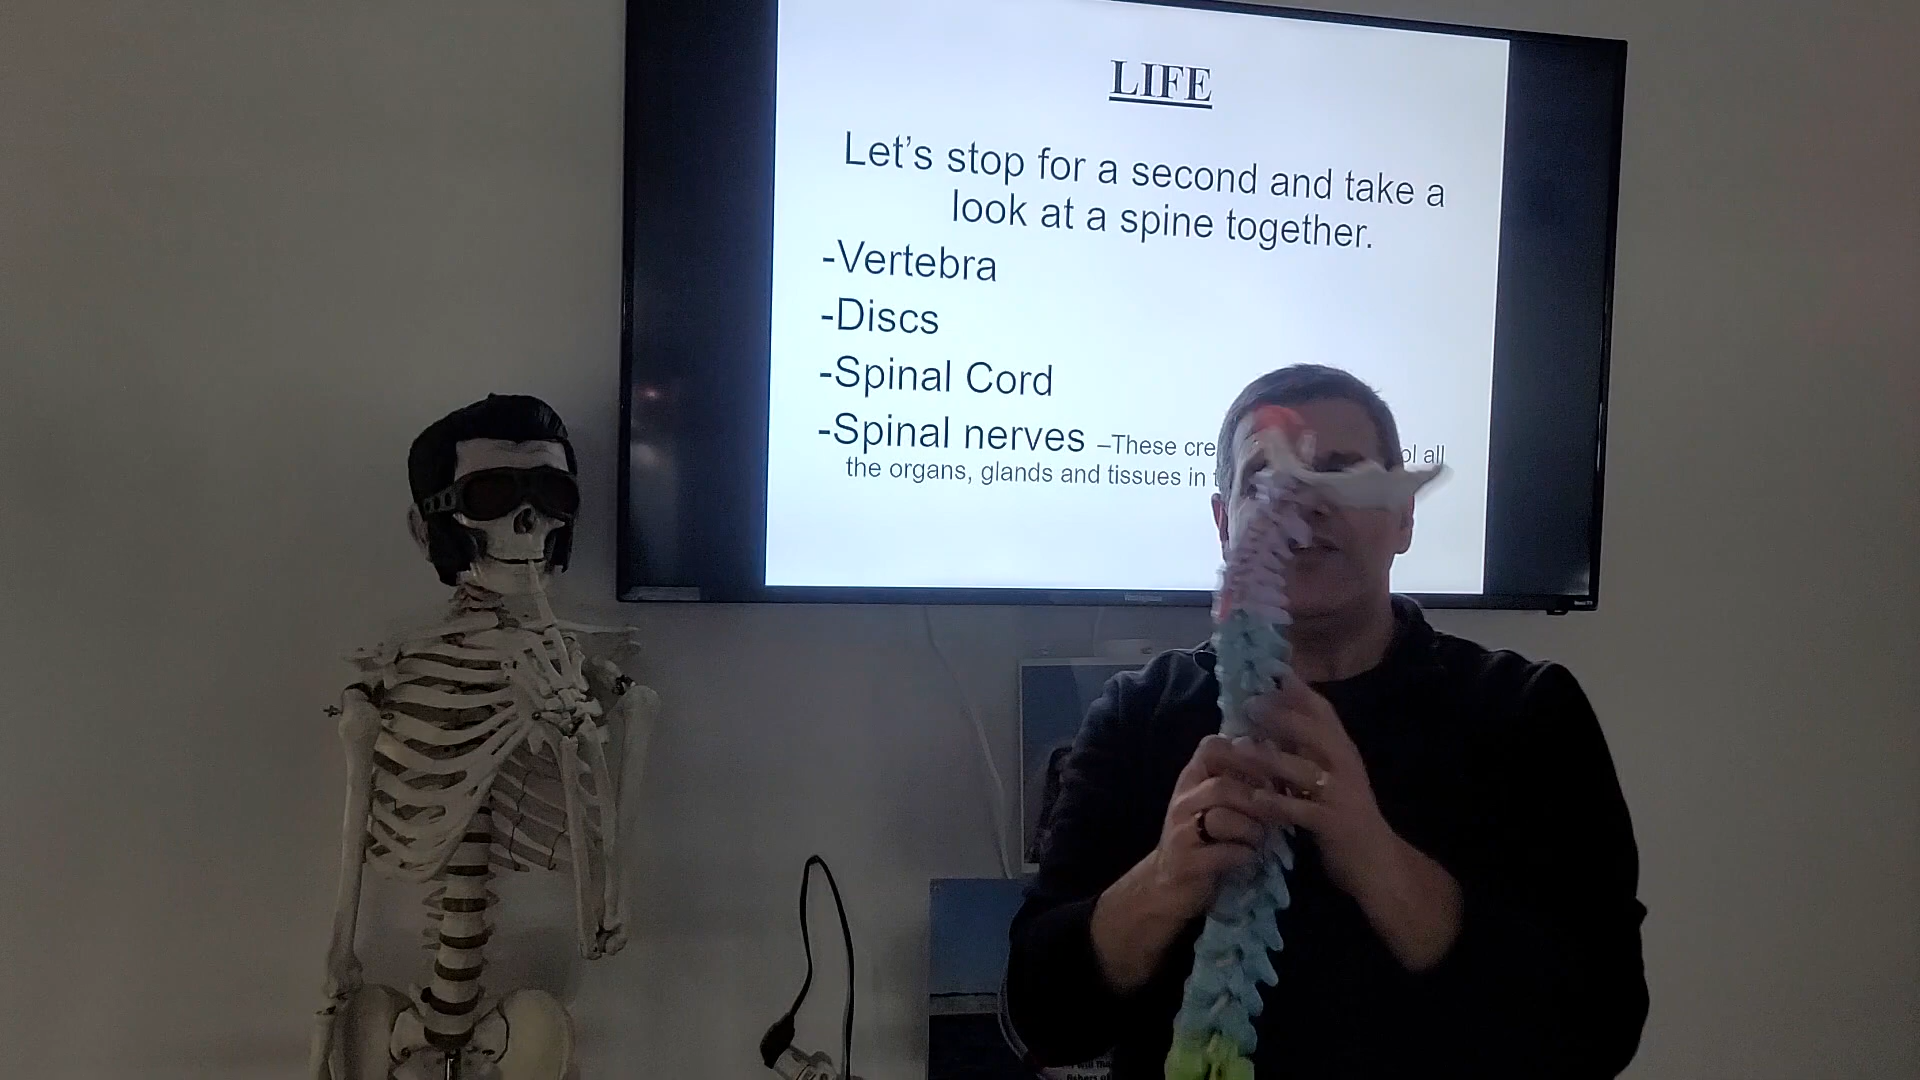 LIFE
Let's stop for a second and take a
look at a spine together.
-Vertebra
-Discs
-Spinal Cord
-Spinal nerves –These all
the organs, glands and tissues in